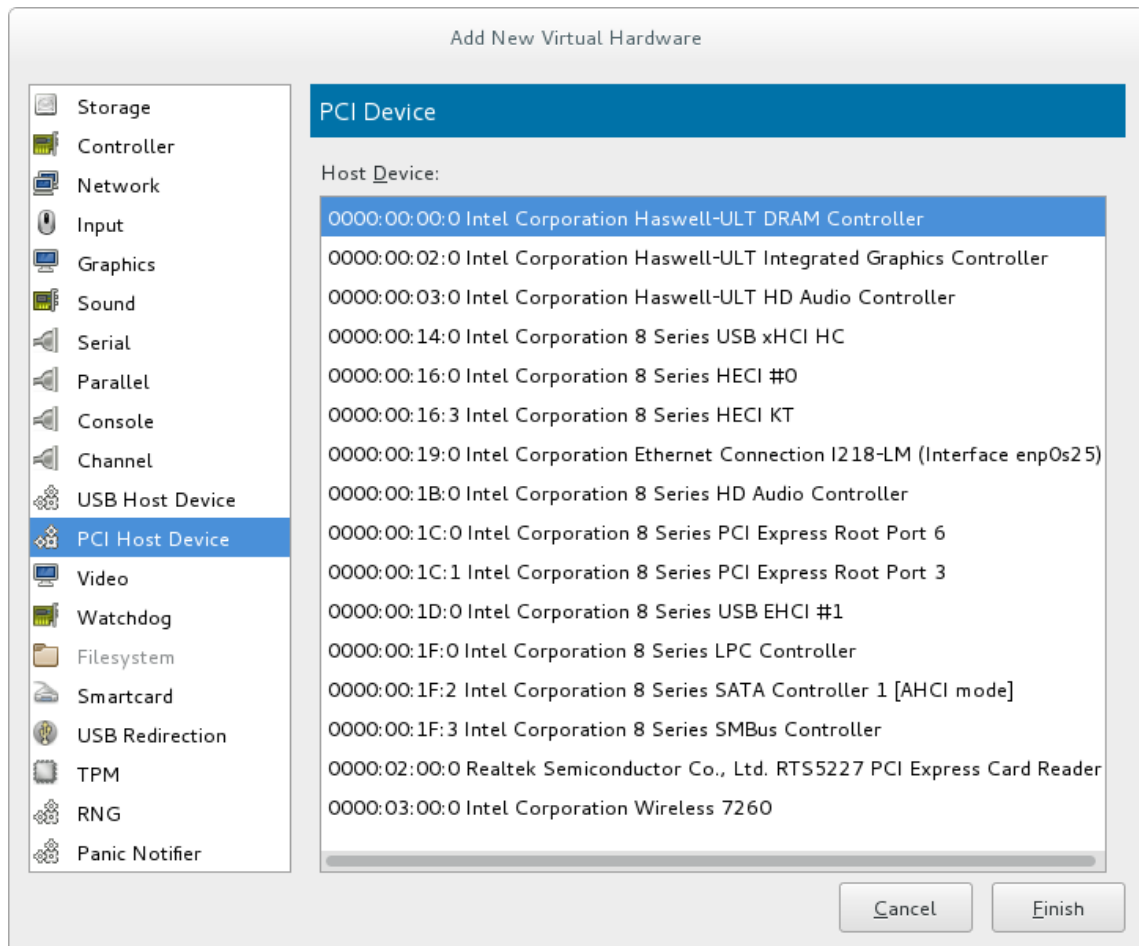 Add New Virtual Hardware
Storage
Controller
Network
Input
Graphics
Sound
Serial
Parallel
Console
Channel
USB Host Device
PCI Host Device
Video
Watchdog
Filesystem
Smartcard
USB Redirection
TPM
RNG
Panic Notifier
PCI Device
Host Device:
0000:00:00:0 Intel Corporation Haswell-ULT DRAM Controller
0000:00:02:0 Intel Corporation Haswell-ULT Integrated Graphics Controller
0000:00:03:0 Intel Corporation Haswell-ULT HD Audio Controller
0000:00:14:0 Intel Corporation 8 Series USB xHCI HC
0000:00:16:0 Intel Corporation 8 Series HECI #0
0000:00:16:3 Intel Corporation 8 Series HECI KT
0000:00:19:0 Intel Corporation Ethernet Connection I218-LM (Interface enp0s25)
0000:00:1B:0 Intel Corporation 8 Series HD Audio Controller
0000:00:1C:0 Intel Corporation 8 Series PCI Express Root Port 6
0000:00:1C:1 Intel Corporation 8 Series PCI Express Root Port 3
0000:00:1D:0 Intel Corporation 8 Series USB EHCI #1
0000:00:1F:0 Intel Corporation 8 Series LPC Controller
0000:00:1F:2 Intel Corporation 8 Series SATA Controller 1 [AHCI mode]
0000:00:1F:3 Intel Corporation 8 Series SMBus Controller
0000:02:00:0 Realtek Semiconductor Co., Ltd. RTS5227 PCI Express Card Reader
0000:03:00:0 Intel Corporation Wireless 7260
Cancel
Finish